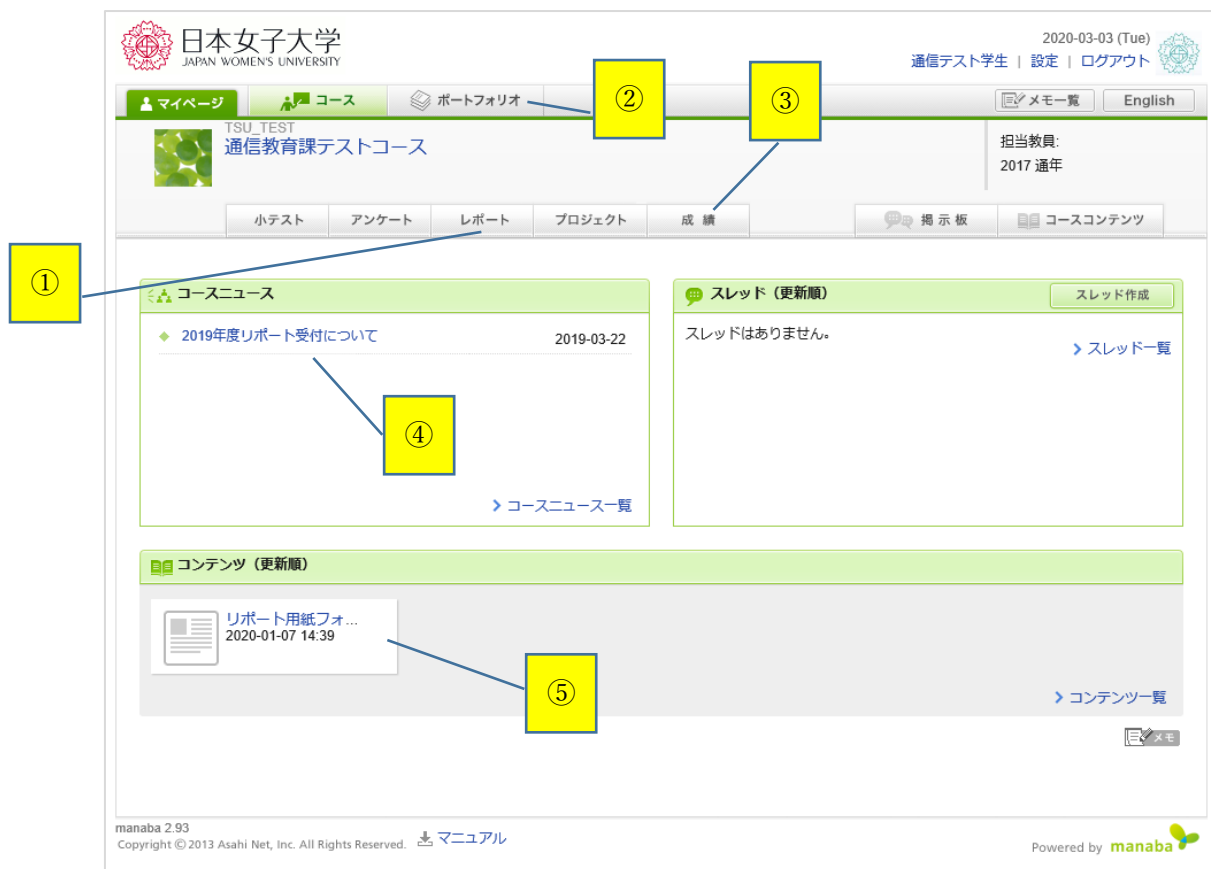 日本女子大学
JAPAN WOMEN'S UNIVERSITY
2020-03-03 (Tue)
通信テスト学生 | 設定 | ログアウト
マイページ
コース
ポートフォリオ
②
③
メモ一覧
English
TSU_TEST
通信教育課テストコース
担当教員:
2017 通年
小テスト
アンケート
レポート
プロジェクト
成績
掲示板
コースコンテンツ
①
コースニュース
スレッド（更新順）
スレッド作成
2019年度リポート受付について
2019-03-22
スレッドはありません。
スレッド一覧
④
コースニュース一覧
コンテンツ（更新順）
リポート用紙フォ...
2020-01-07 14:39
⑤
コンテンツ一覧
メモ
manaba 2.93
Copyright © 2013 Asahi Net, Inc. All Rights Reserved.
マニュアル
Powered by manaba